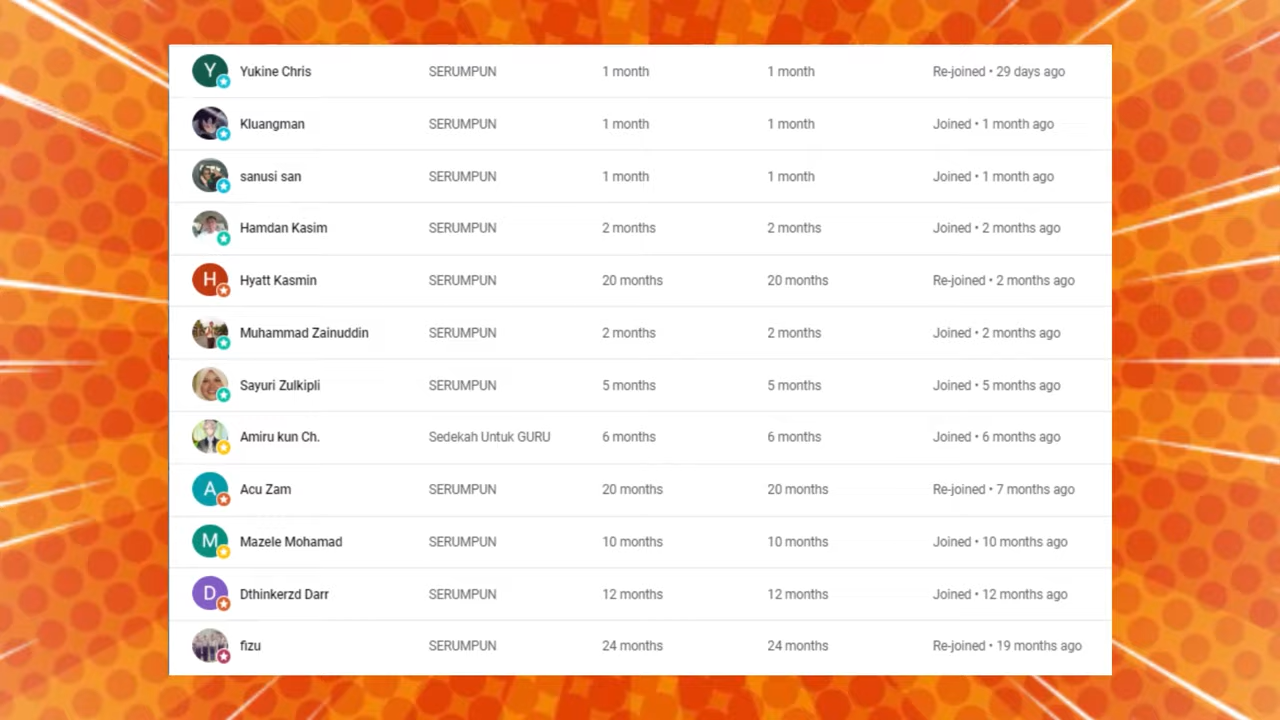 Y Yukine Chris SERUMPUN 1 month 1 month Re-joined • 29 days ago
Kluangman SERUMPUN 1 month 1 month Joined • 1 month ago
sanusi san SERUMPUN 1 month 1 month Joined • 1 month ago
Hamdan Kasim SERUMPUN 2 months 2 months Joined • 2 months ago
H Hyatt Kasmin SERUMPUN 20 months 20 months Re-joined • 2 months ago
Muhammad Zainuddin SERUMPUN 2 months 2 months Joined • 2 months ago
Sayuri Zulkipli SERUMPUN 5 months 5 months Joined • 5 months ago
Amiru kun Ch. Sedekah Untuk GURU 6 months 6 months Joined • 6 months ago
A Acu Zam SERUMPUN 20 months 20 months Re-joined • 7 months ago
M Mazele Mohamad SERUMPUN 10 months 10 months Joined • 10 months ago
D Dthinkerzd Darr SERUMPUN 12 months 12 months Joined • 12 months ago
fizu SERUMPUN 24 months 24 months Re-joined • 19 months ago